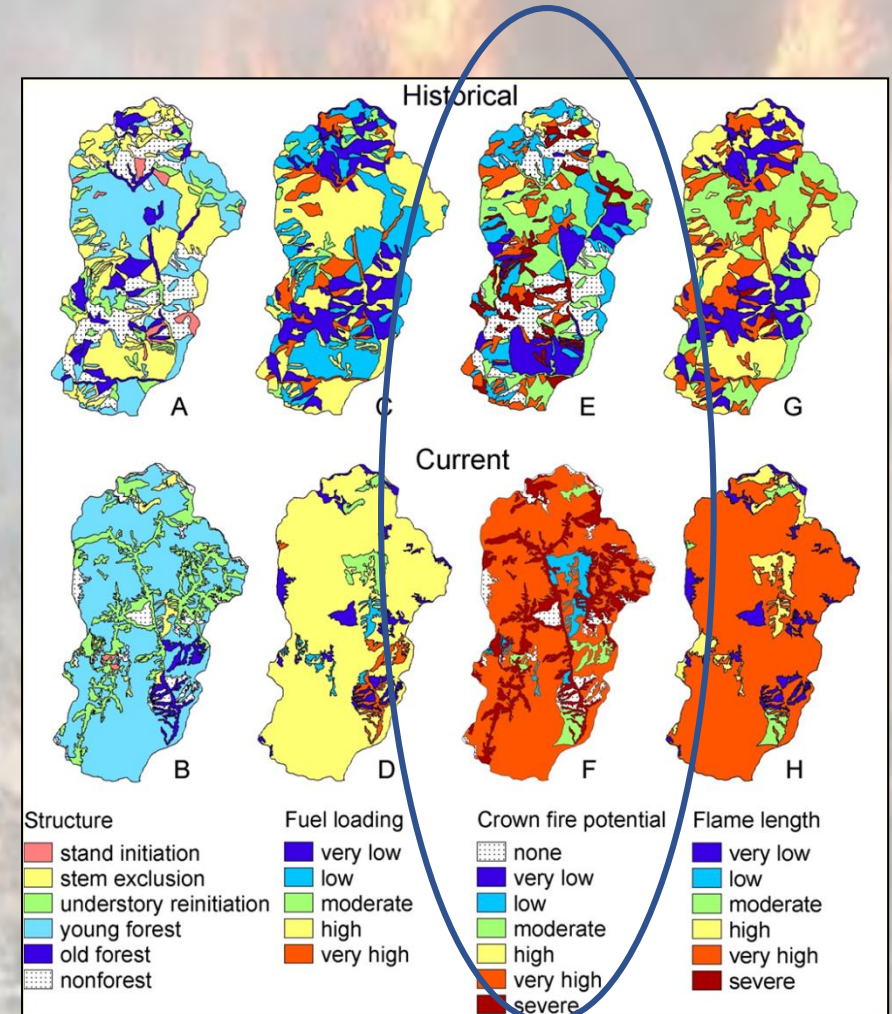 Historical
A
C
E
G
Current
B
D
F
H
Structure
stand initiation
stem exclusion
understory reinitiation
young forest
old forest
nonforest
Fuel loading
very low
low
moderate
high
very high
Crown fire potential
none
very low
low
moderate
high
very high
severe
Flame length
very low
low
moderate
high
very high
severe